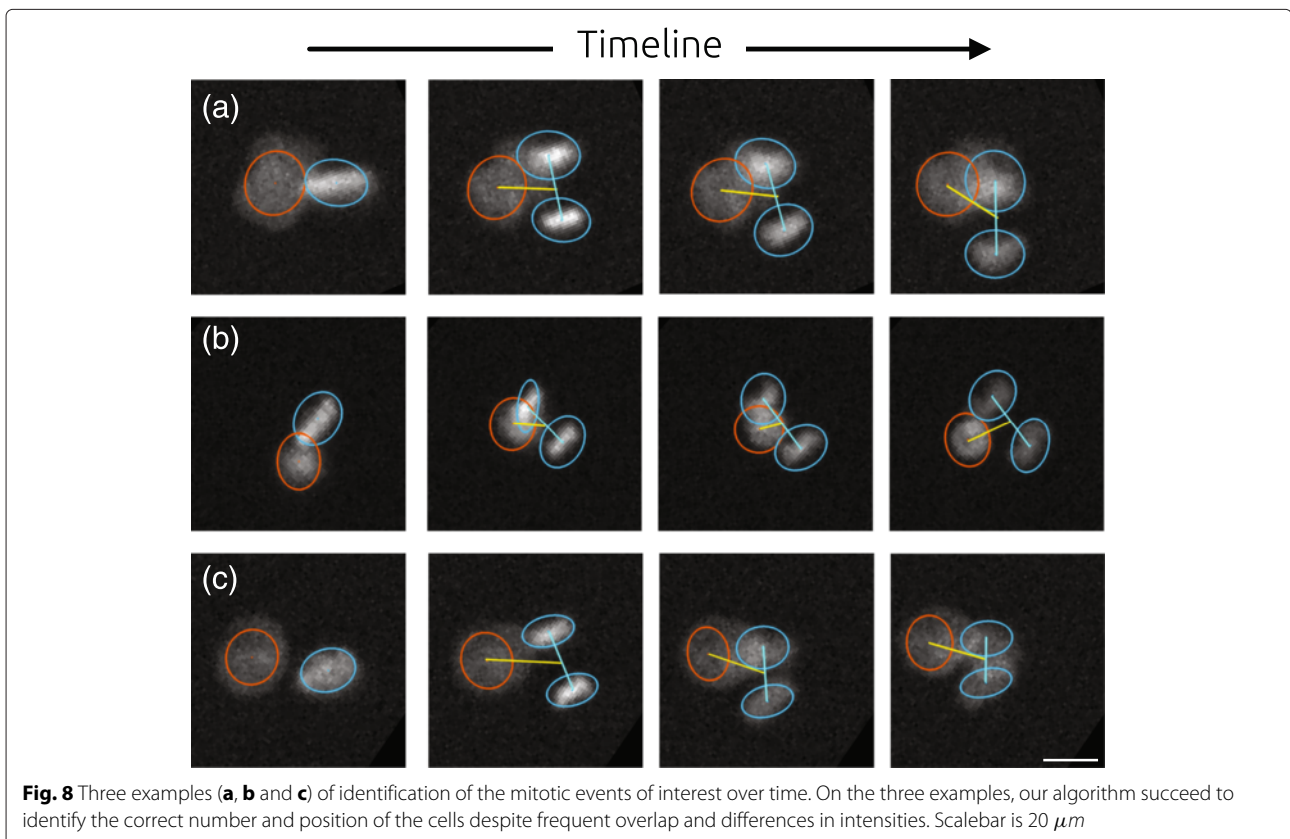 Timeline
(a)
(b)
(c)
Fig. 8 Three examples (a, b and c) of identification of the mitotic events of interest over time. On the three examples, our algorithm succeed to
identify the correct number and position of the cells despite frequent overlap and differences in intensities. Scalebar is 20 μm